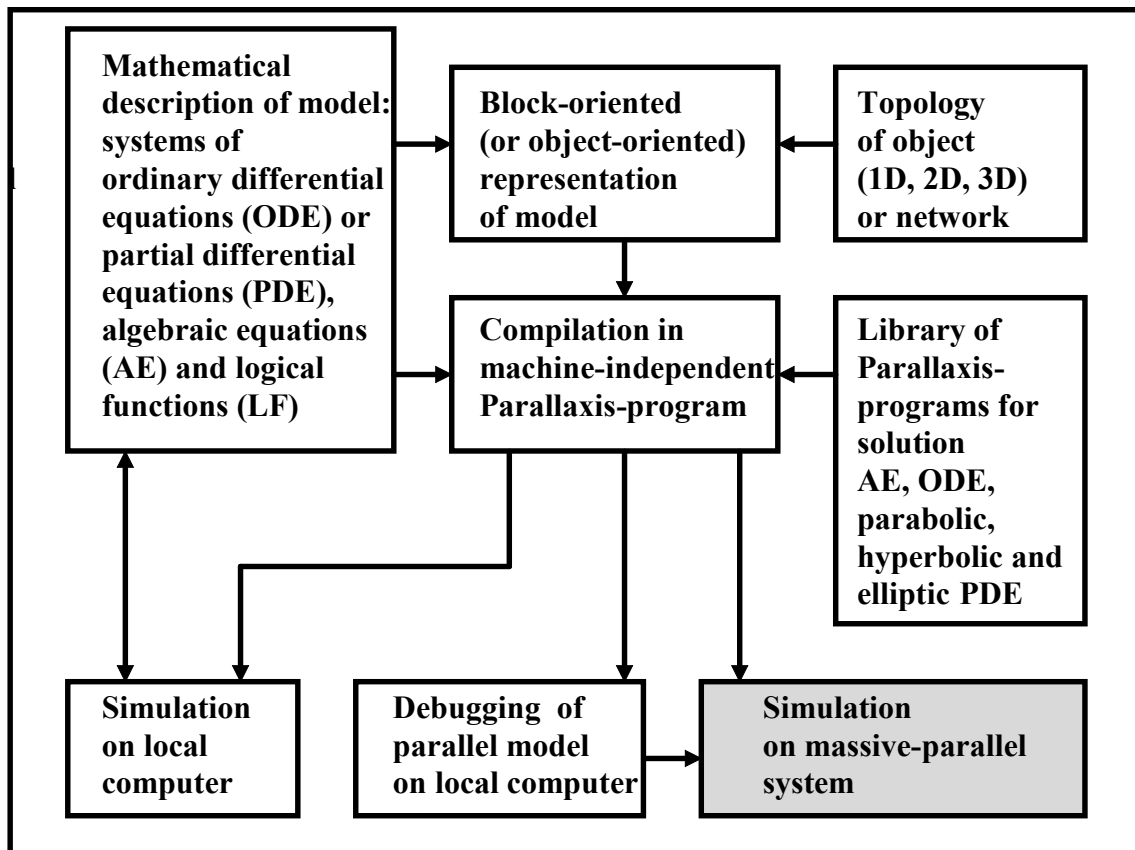 Mathematical
description of model:
systems of
ordinary differential
equations (ODE) or
partial differential
equations (PDE),
algebraic equations
(AE) and logical
functions (LF)
Block-oriented
(or object-oriented)
representation
of model
Topology
of object
(1D, 2D, 3D)
or network
Compilation in
machine-independent
Parallaxis-program
Library of
Parallaxis-
programs for
solution
AE, ODE,
parabolic,
hyperbolic and
elliptic PDE
Simulation
on local
computer
Debugging of
parallel model
on local computer
Simulation
on massive-parallel
system